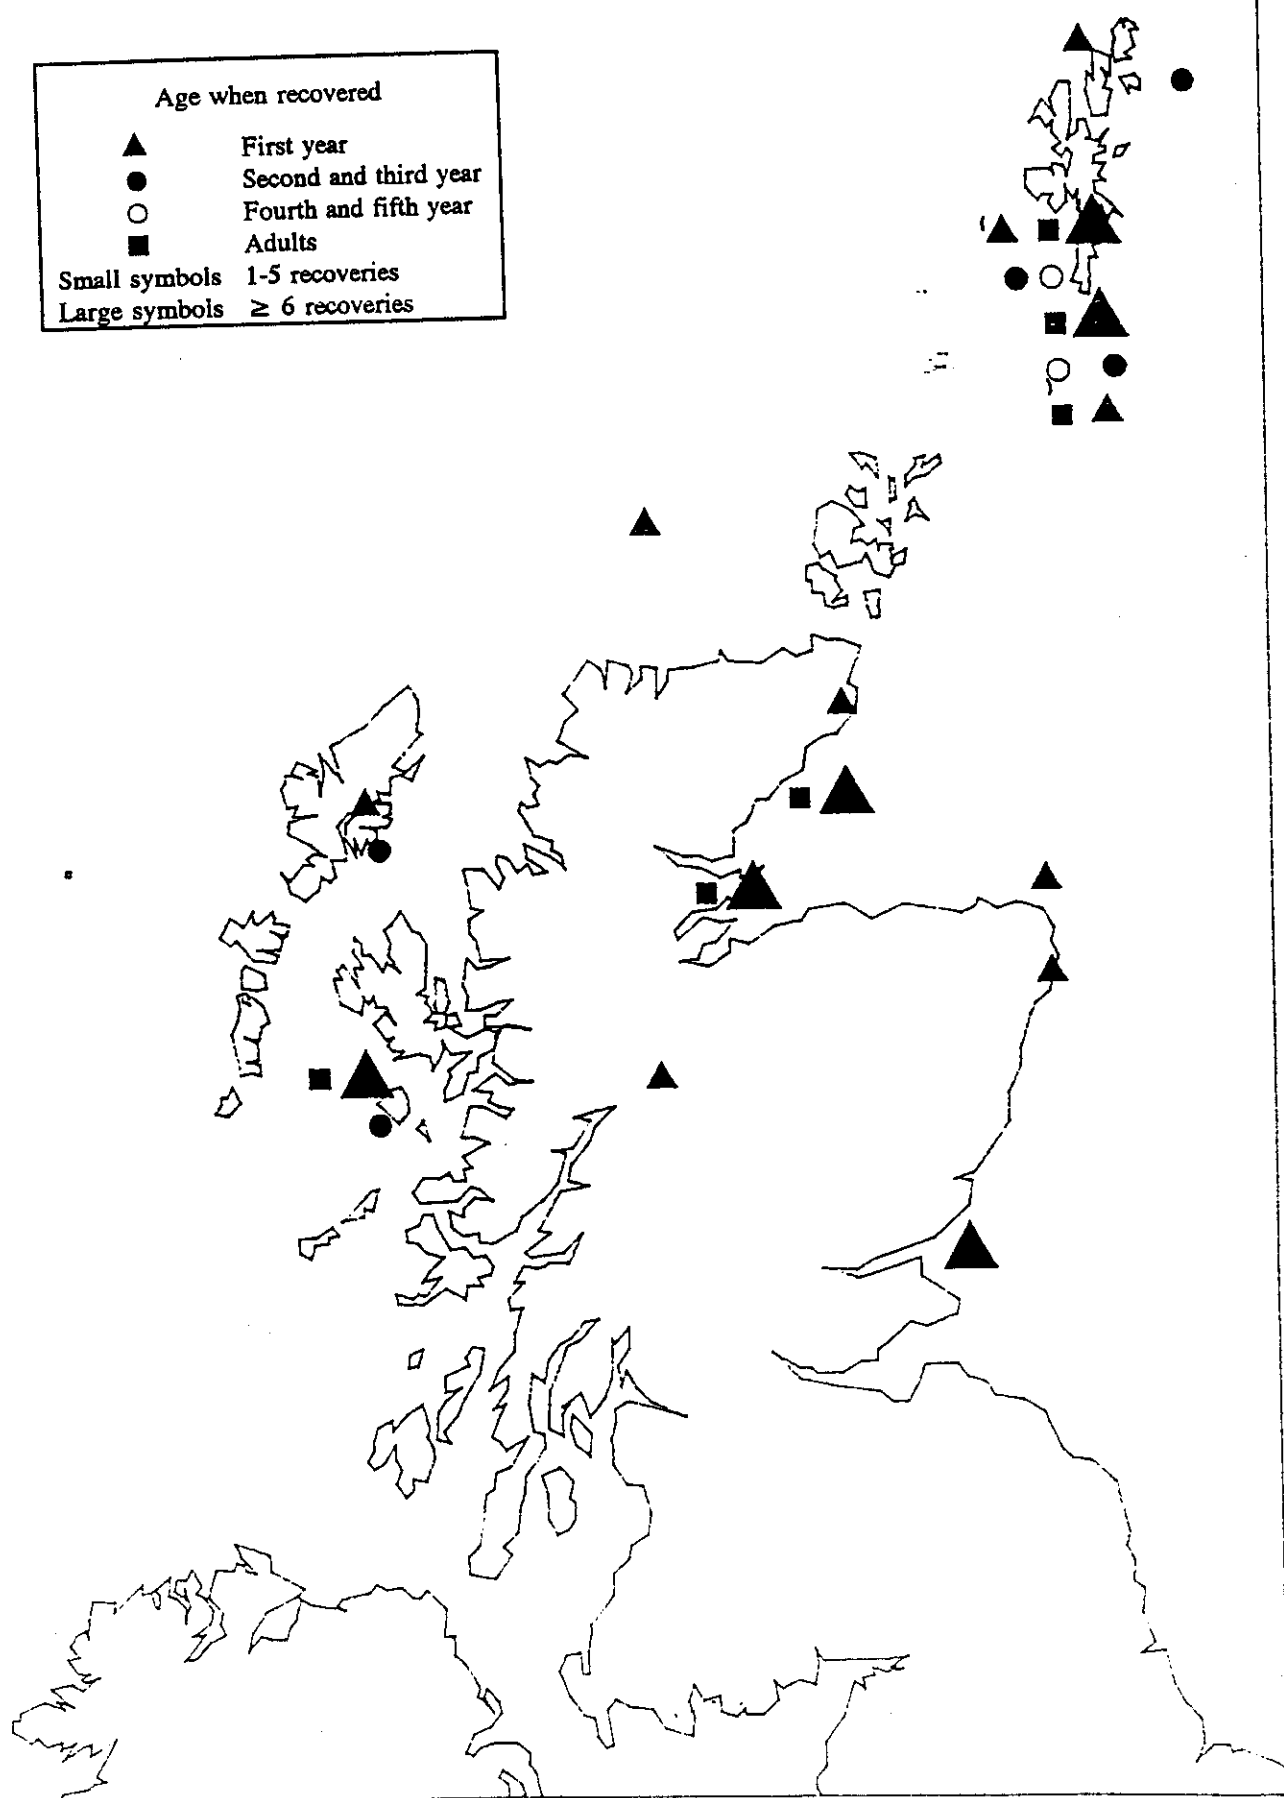 Age when recovered
First year
Second and third year
Fourth and fifth year
Adults
Small symbols 1-5 recoveries
Large symbols ≥ 6 recoveries